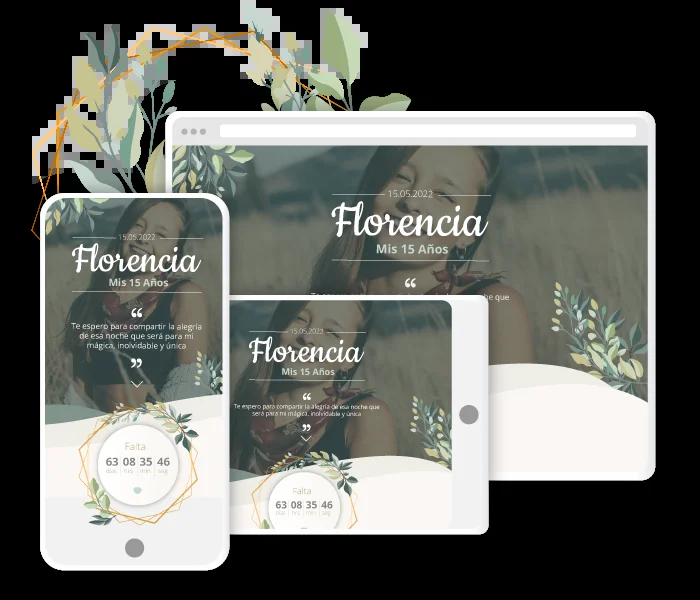 15.05.2022
Florencia
Mis 15 Años
“
he que
15.05.2022
Florencia
Mis 15 Años
“
Te espero para compartir la alegría
de esa noche que será para mi
mágica, inolvidable y única
”
Falta
63 08 35 46
días | hrs | min | seg
15.05.2022
Florencia
Mis 15 Años
“
Te espero para compartir la alegría de esa noche que
será para mi mágica, inolvidable y única
”
Falta
63 08 35 46
días | hrs | min | seg